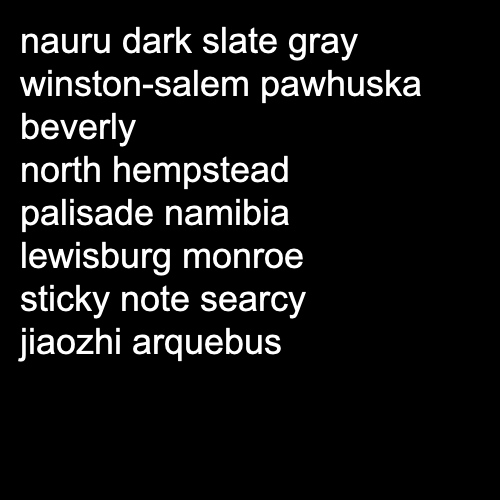 nauru dark slate gray
winston-salem pawhuska
beverly
north hempstead
palisade namibia
lewisburg monroe
sticky note searcy
jiaozhi arquebus